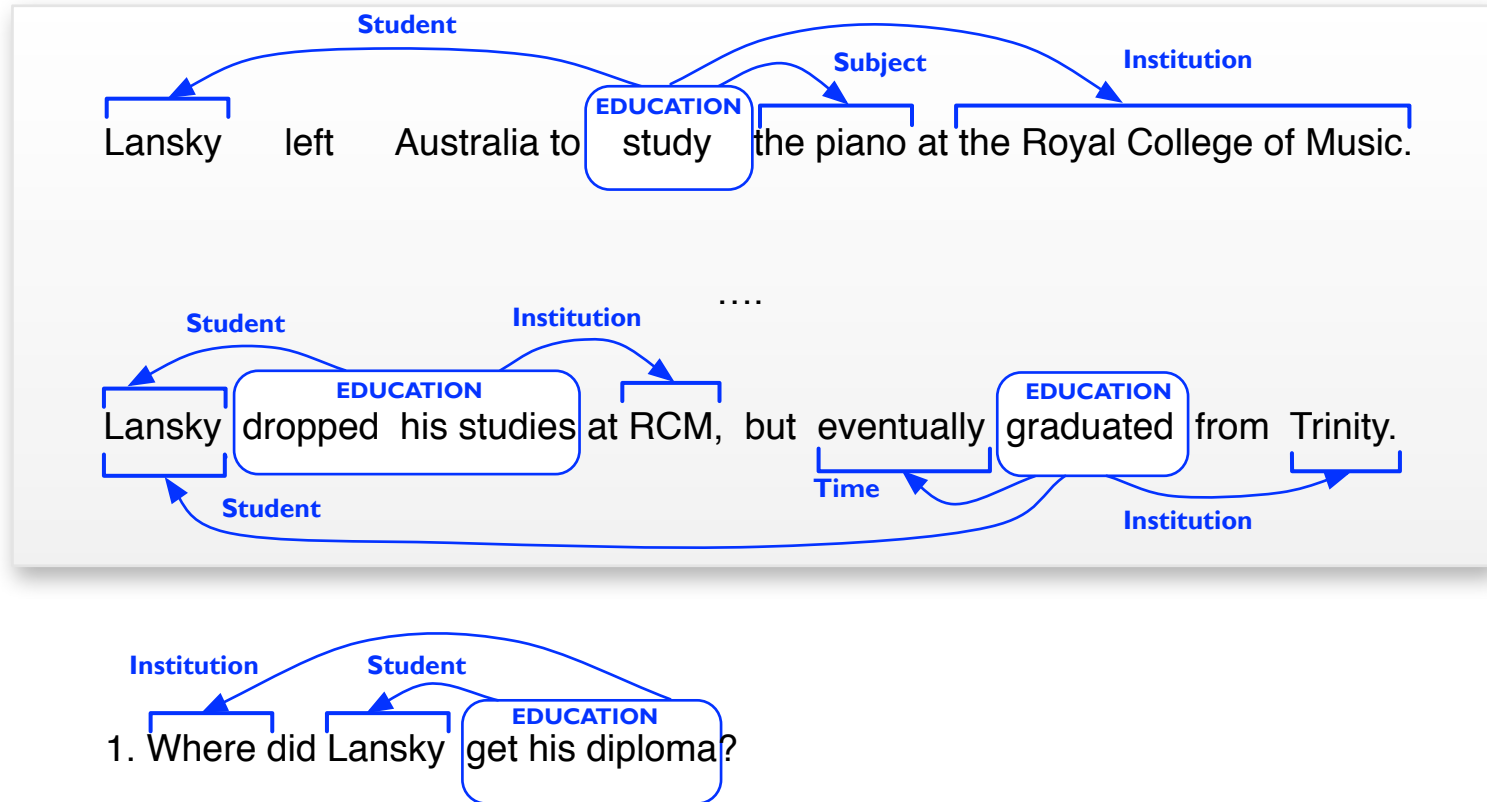 Student
Subject
Institution
EDUCATION
Lansky left Australia to study the piano at the Royal College of Music.
....
Student
Institution
EDUCATION
EDUCATION
Lansky dropped his studies at RCM, but eventually graduated from Trinity.
Time
Student
Institution
Institution
Student
EDUCATION
1. Where did Lansky get his diploma?